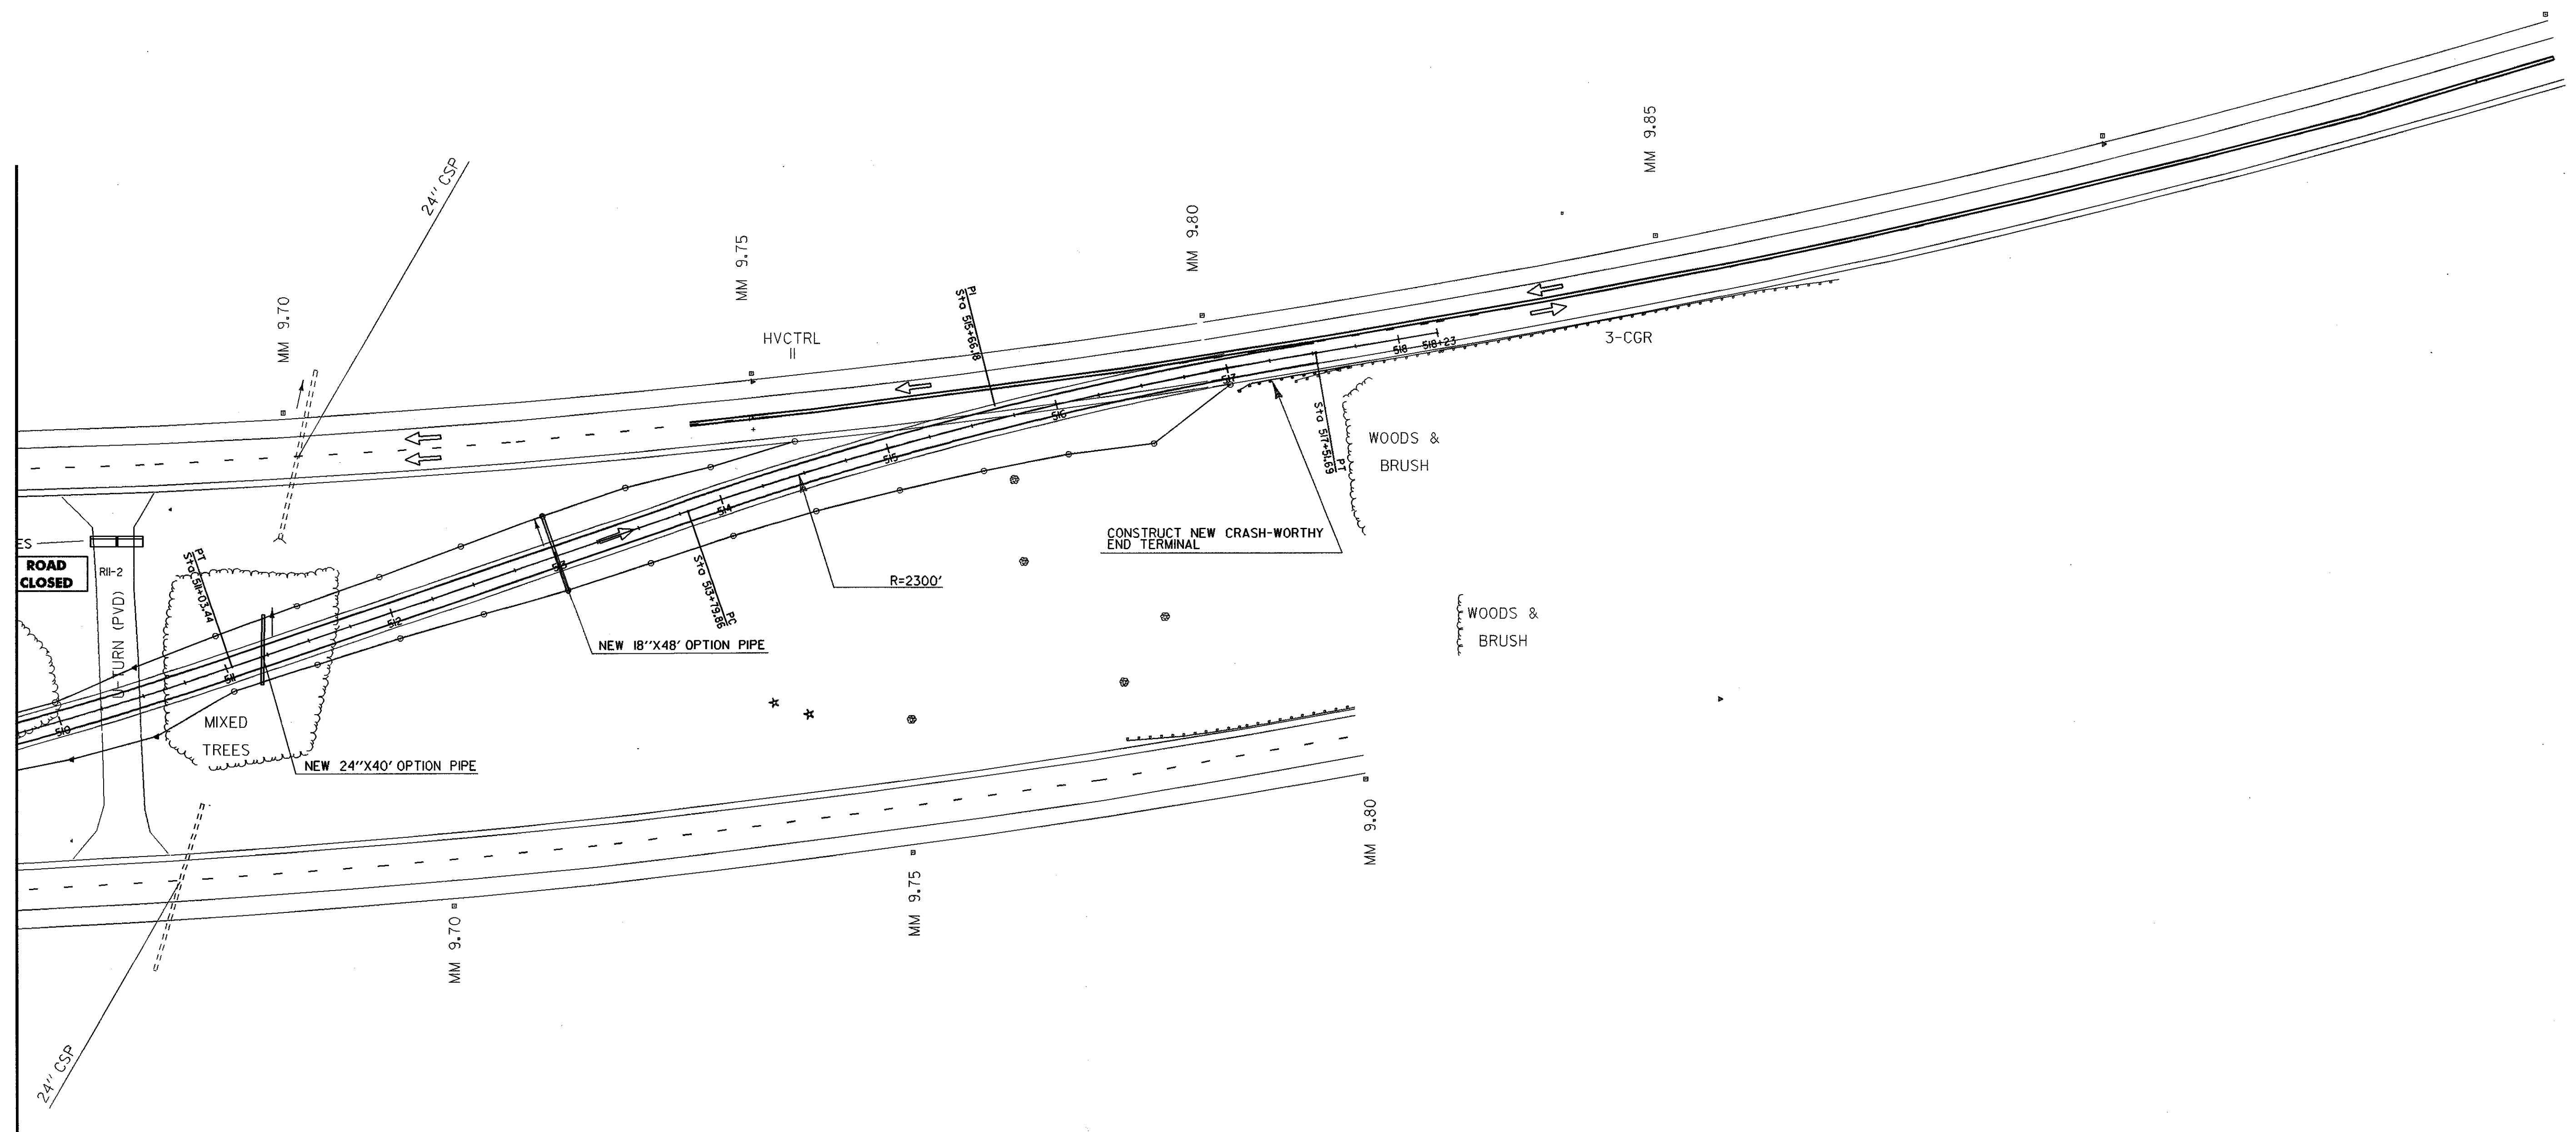 24'' CSP
MM 9.70
MM 9.75
MM 9.80
MM 9.85
HVCTRL
11
PI
Sta 515+66.18
3-CGR
518
518+23
517
516
515
514
513
512
511
510
PT
Sta 517+51.69
WOODS &
BRUSH
CONSTRUCT NEW CRASH-WORTHY
END TERMINAL
R=2300'
PC
Sta 513+79.86
PT
Sta 511+03.44
ES
ROAD
CLOSED
R11-2
U-TURN (PVD)
NEW 18''X48' OPTION PIPE
WOODS &
BRUSH
MIXED
TREES
NEW 24''X40' OPTION PIPE
MM 9.70
MM 9.75
MM 9.80
24'' CSP